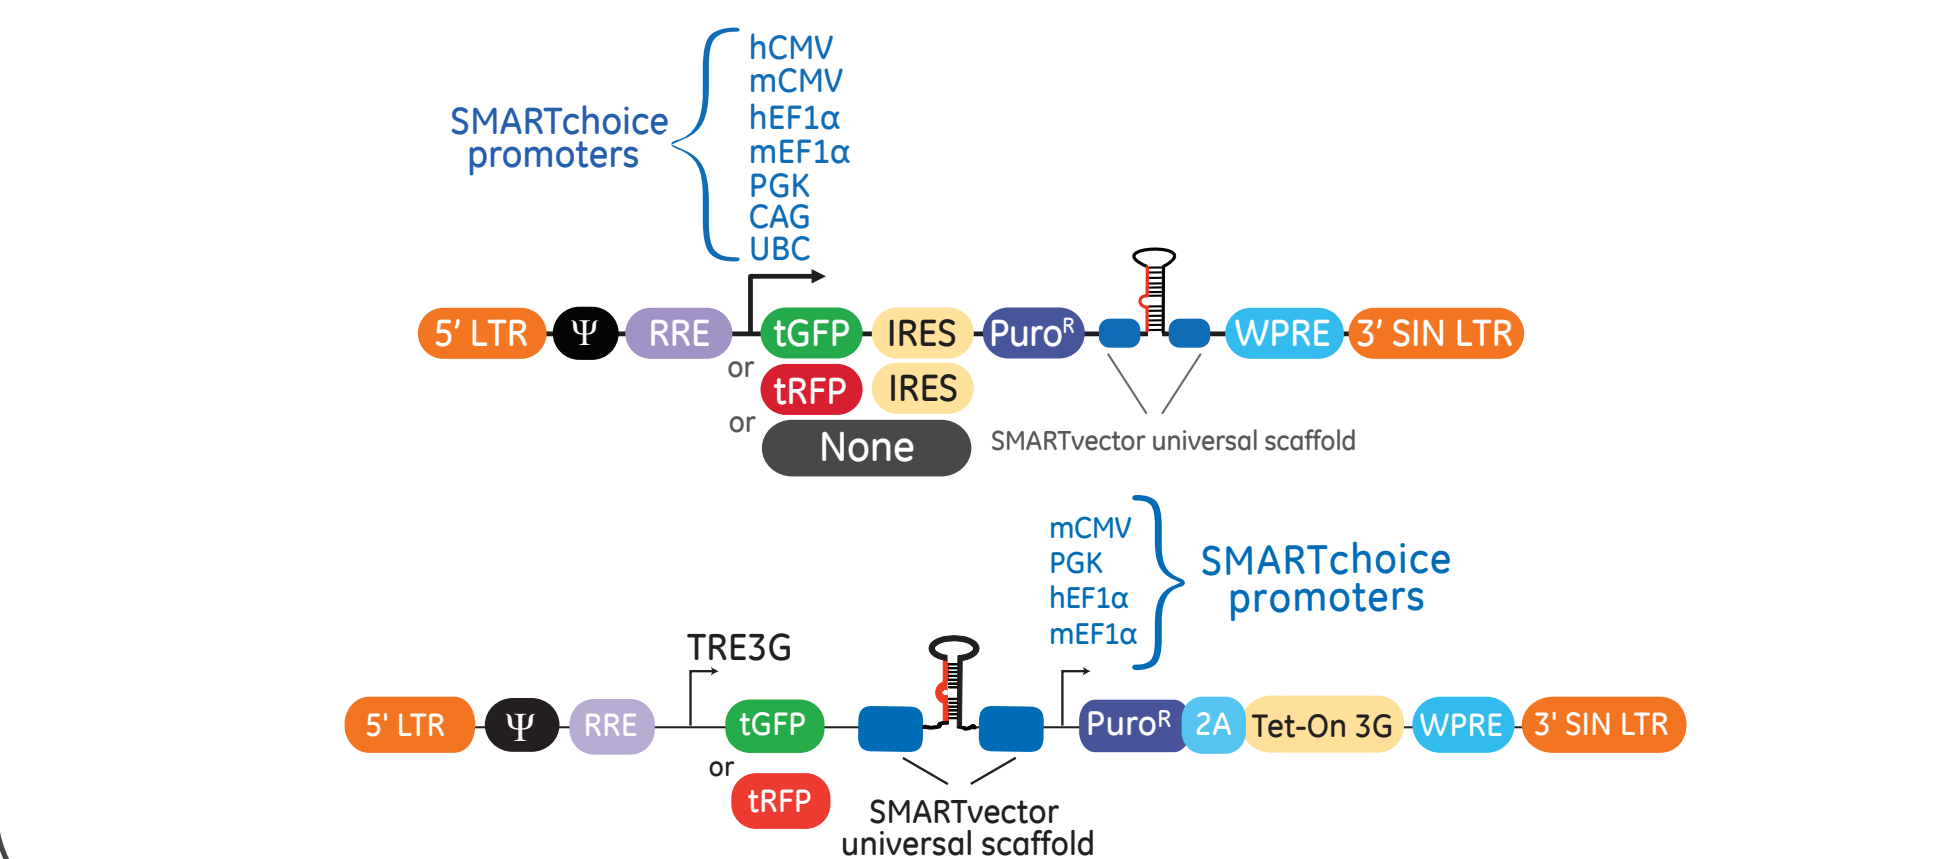 hCMV
mCMV
hEF1α
mEF1α
PGK
CAG
UBC
SMARTchoice
promoters
5′ LTR Ψ RRE tGFP IRES Puroᴿ WPRE 3′ SIN LTR
or
tRFP IRES
or
None
SMARTvector universal scaffold
mCMV
PGK
hEF1α
mEF1α
SMARTchoice
promoters
TRE3G
5' LTR Ψ RRE tGFP Puroᴿ 2A Tet-On 3G WPRE 3' SIN LTR
or
tRFP
SMARTvector
universal scaffold